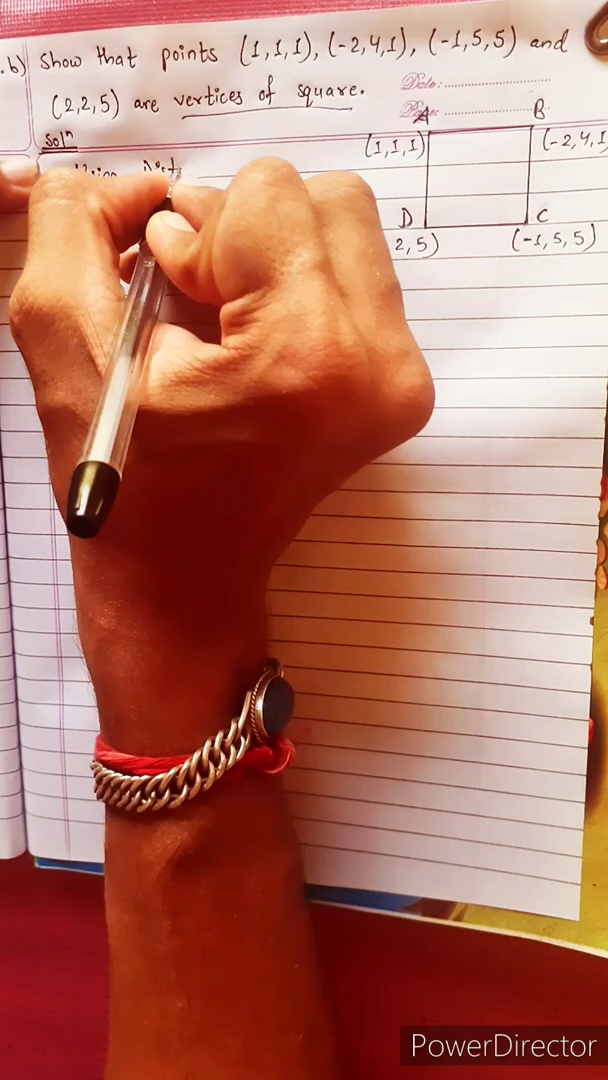 .b) Show that points (1,1,1), (-2,4,1), (-1,5,5) and
(2,2,5) are vertices of square.
Date:
Page:
Soln
A B
(1,1,1) (-2,4,1
D C
2,5) (-1,5,5)
PowerDirector